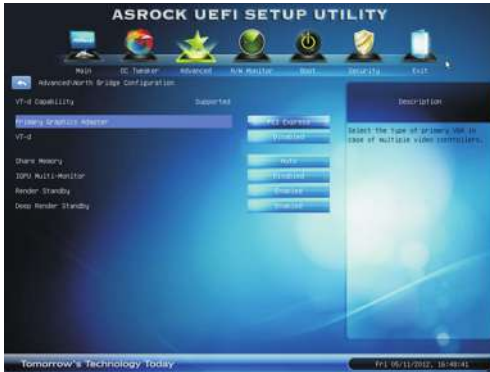 ASROCK UEFI SETUP UTILITY
Main OC Tweaker Advanced H/W Monitor Boot Security Exit
Advanced\North Bridge Configuration
Description
VT-d Capability Supported
Primary Graphics Adapter PCI Express
VT-d Disabled
Select the type of primary VGA in
case of multiple video controllers.
Share Memory Auto
IGPU Multi-Monitor Disabled
Render Standby Enabled
Deep Render Standby Enabled
Tomorrow's Technology Today
Fri 05/11/2012, 16:48:41